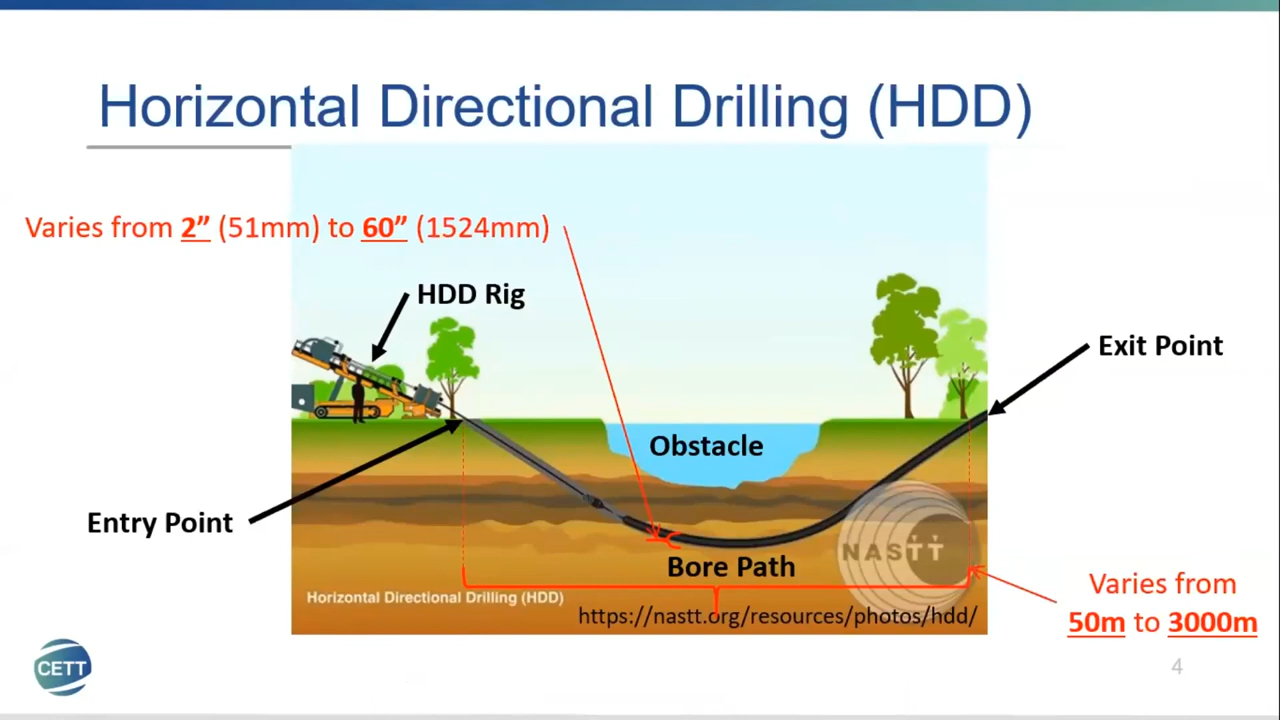 Horizontal Directional Drilling (HDD)
Varies from 2” (51mm) to 60” (1524mm)
HDD Rig
Exit Point
Obstacle
Entry Point
NASTT
Bore Path
Horizontal Directional Drilling (HDD)
https://nastt.org/resources/photos/hdd/
Varies from
50m to 3000m
CETT
4